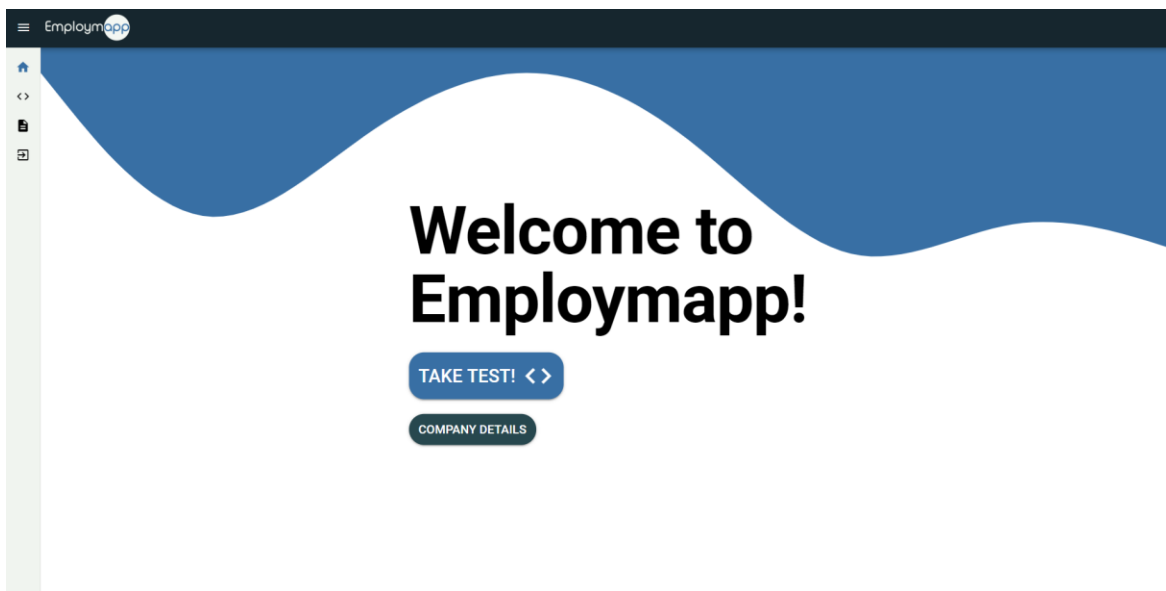 Employmapp
Welcome to
Employmapp!
TAKE TEST! <>
COMPANY DETAILS